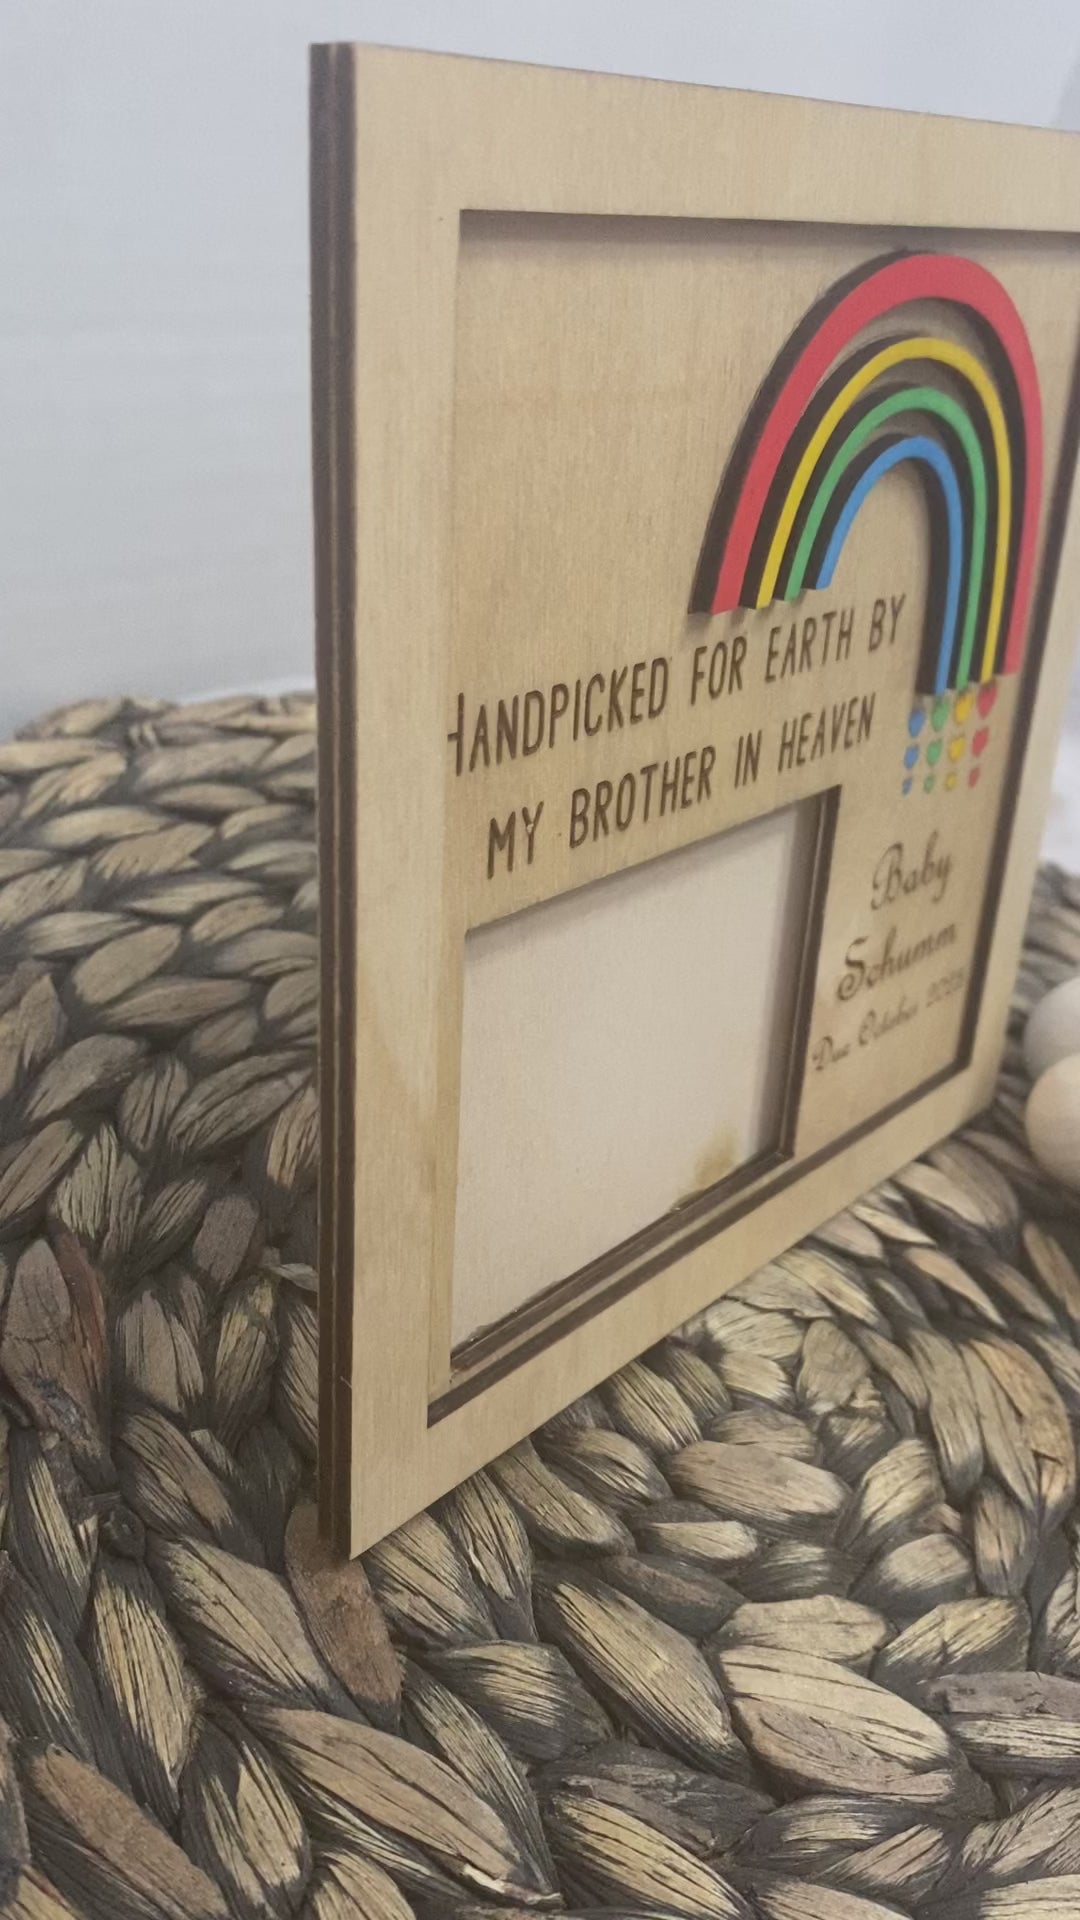 HANDPICKED FOR EARTH BY
MY BROTHER IN HEAVEN
Baby
Schumm
Due October